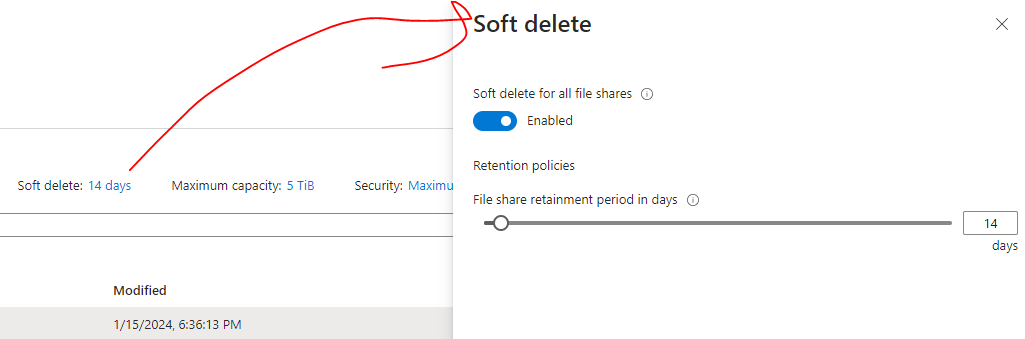 Soft delete: 14 days Maximum capacity: 5 TiB Security: Maximu
Modified
1/15/2024, 6:36:13 PM
Soft delete
Soft delete for all file shares
Enabled
Retention policies
File share retainment period in days
14
days